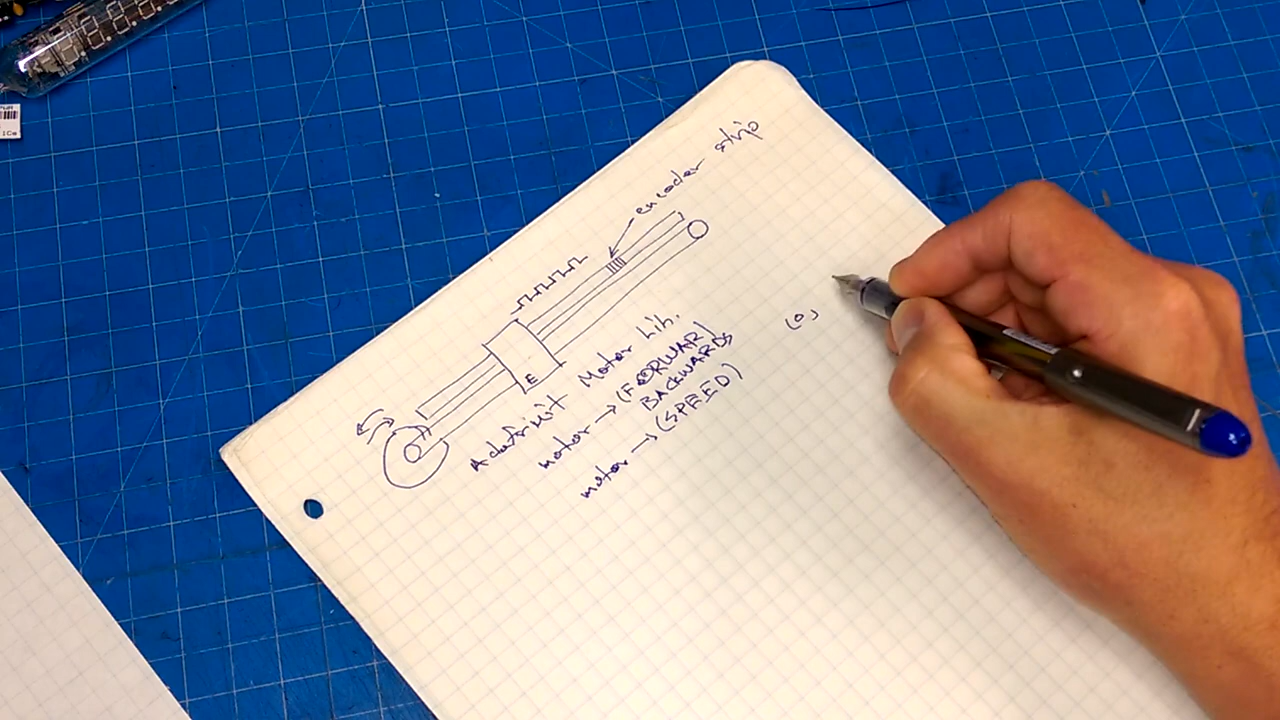 encoder strip
E
Adafruit Motor Lib.
motor → (FORWAR)
BACKWARDS
motor → (SPEED)
(0)